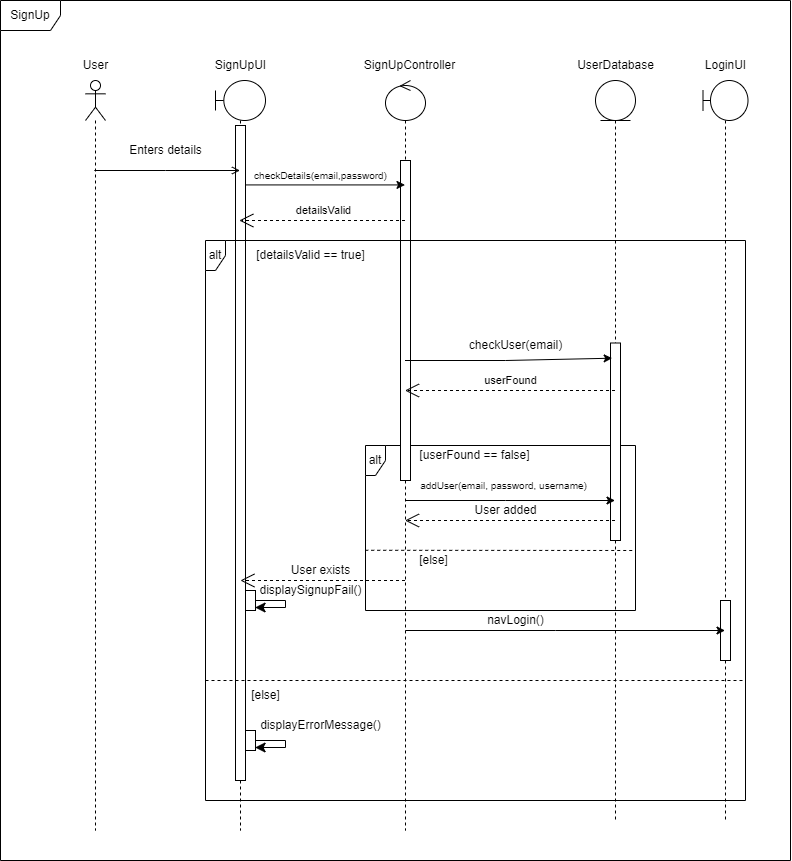 SignUp
User
SignUpUI
SignUpController
UserDatabase
LoginUI
Enters details
checkDetails(email,password)
detailsValid
alt
[detailsValid == true]
checkUser(email)
userFound
alt
[userFound == false]
addUser(email, password, username)
User added
[else]
User exists
displaySignupFail()
navLogin()
[else]
displayErrorMessage()